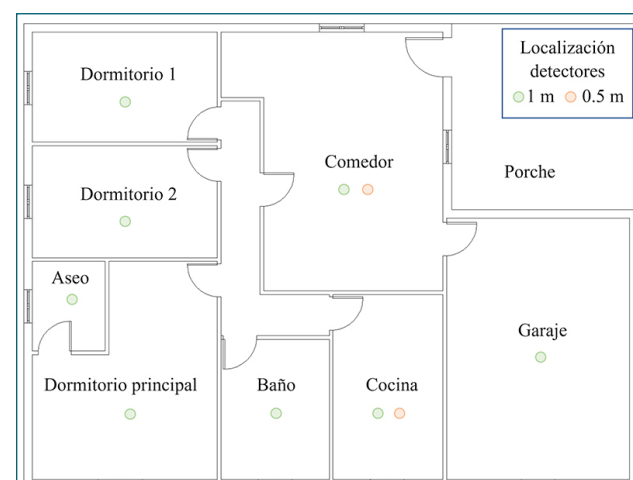 Localización
detectores
1 m 0.5 m
Dormitorio 1
Comedor
Porche
Dormitorio 2
Aseo
Garaje
Dormitorio principal
Baño
Cocina